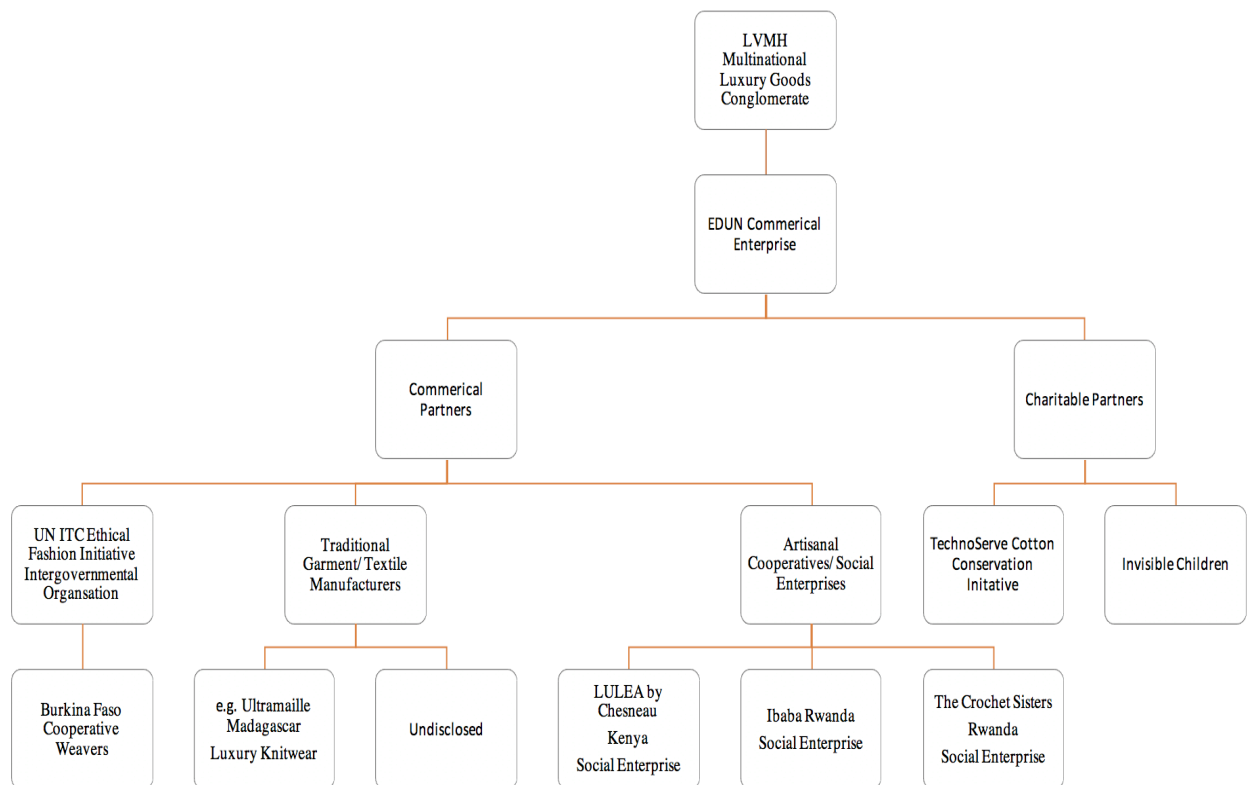 LVMH
Multinational
Luxury Goods
Conglomerate
EDUN Commerical
Enterprise
Commerical
Partners
Charitable Partners
UN ITC Ethical
Fashion Initiative
Intergovernmental
Organsation
Traditional
Garment/ Textile
Manufacturers
Artisanal
Cooperatives/ Social
Enterprises
TechnoServe Cotton
Conservation
Initative
Invisible Children
Burkina Faso
Cooperative
Weavers
e.g. Ultramaille
Madagascar
Luxury Knitwear
Undisclosed
LULEA by
Chesneau
Kenya
Social Enterprise
Ibaba Rwanda
Social Enterprise
The Crochet Sisters
Rwanda
Social Enterprise